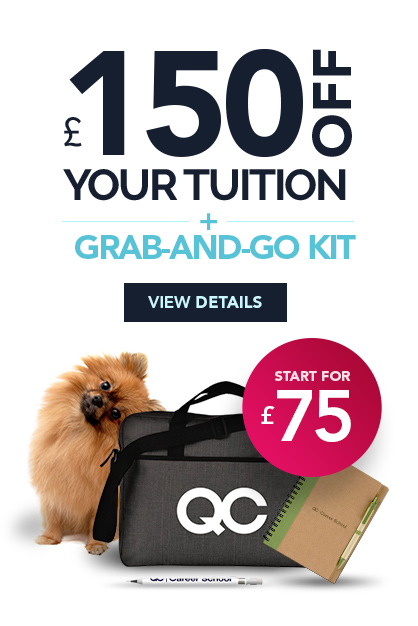 £150 OFF
YOUR TUITION
+
GRAB-AND-GO KIT
VIEW DETAILS
START FOR
£75
QC
QC Career School
QC | Career School